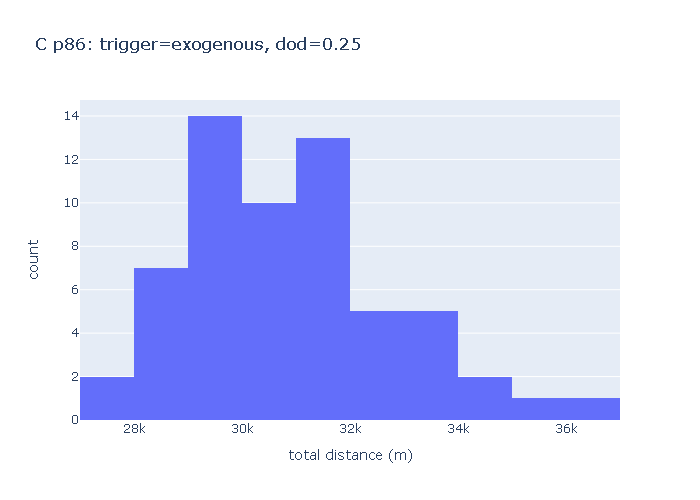 C p86: trigger=exogenous, dod=0.25
14
12
10
8
6
4
2
0
count
28k 30k 32k 34k 36k
total distance (m)